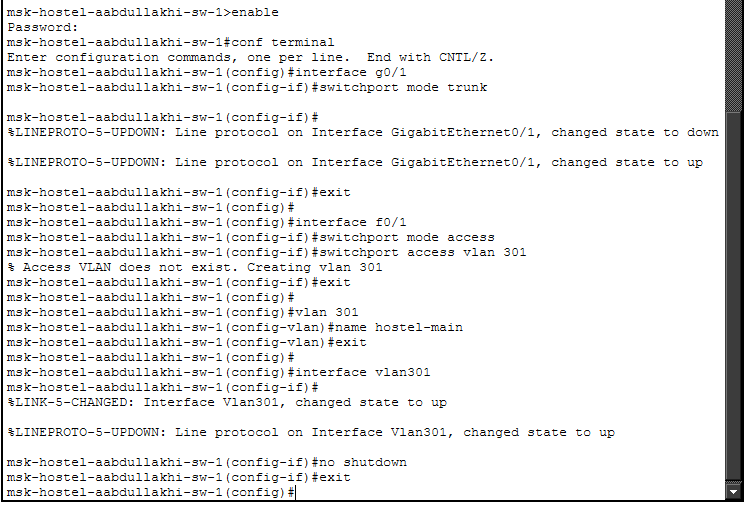 msk-hostel-aabdullakhi-sw-1>enable
Password:
msk-hostel-aabdullakhi-sw-1#conf terminal
Enter configuration commands, one per line.  End with CNTL/Z.
msk-hostel-aabdullakhi-sw-1(config)#interface g0/1
msk-hostel-aabdullakhi-sw-1(config-if)#switchport mode trunk
msk-hostel-aabdullakhi-sw-1(config-if)#
%LINEPROTO-5-UPDOWN: Line protocol on Interface GigabitEthernet0/1, changed state to down
%LINEPROTO-5-UPDOWN: Line protocol on Interface GigabitEthernet0/1, changed state to up
msk-hostel-aabdullakhi-sw-1(config-if)#exit
msk-hostel-aabdullakhi-sw-1(config)#
msk-hostel-aabdullakhi-sw-1(config)#interface f0/1
msk-hostel-aabdullakhi-sw-1(config-if)#switchport mode access
msk-hostel-aabdullakhi-sw-1(config-if)#switchport access vlan 301
% Access VLAN does not exist. Creating vlan 301
msk-hostel-aabdullakhi-sw-1(config-if)#exit
msk-hostel-aabdullakhi-sw-1(config)#
msk-hostel-aabdullakhi-sw-1(config)#vlan 301
msk-hostel-aabdullakhi-sw-1(config-vlan)#name hostel-main
msk-hostel-aabdullakhi-sw-1(config-vlan)#exit
msk-hostel-aabdullakhi-sw-1(config)#
msk-hostel-aabdullakhi-sw-1(config)#interface vlan301
msk-hostel-aabdullakhi-sw-1(config-if)#
%LINK-5-CHANGED: Interface Vlan301, changed state to up
%LINEPROTO-5-UPDOWN: Line protocol on Interface Vlan301, changed state to up
msk-hostel-aabdullakhi-sw-1(config-if)#no shutdown
msk-hostel-aabdullakhi-sw-1(config-if)#exit
msk-hostel-aabdullakhi-sw-1(config)#